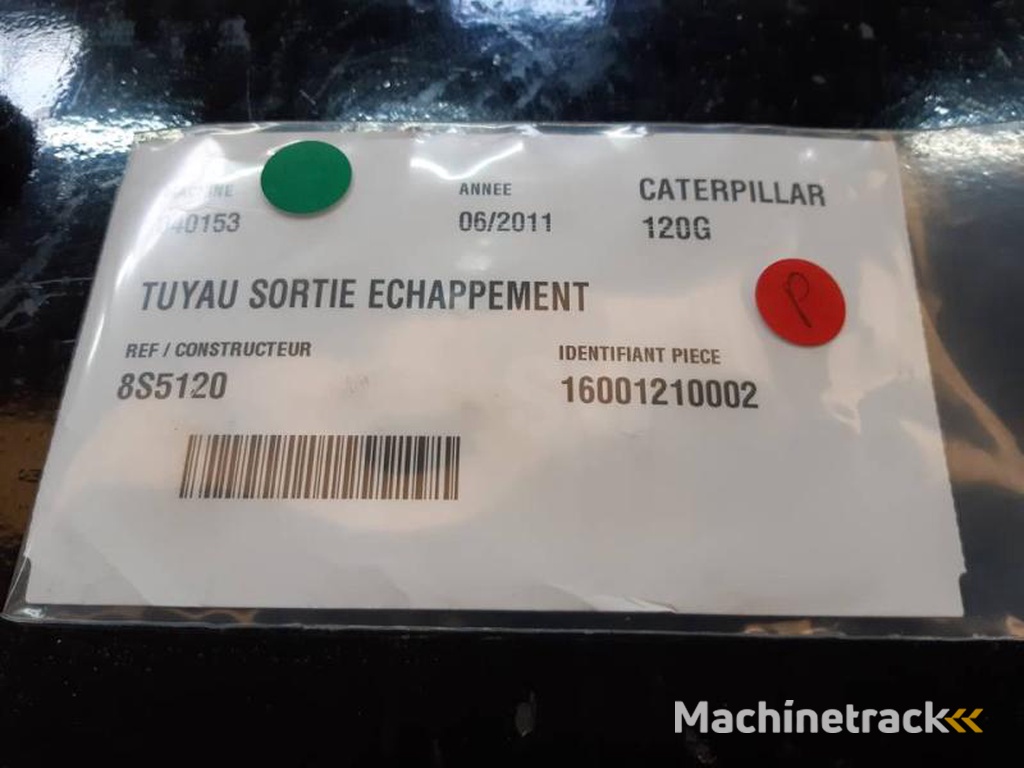 ANNEE CATERPILLAR
040153 06/2011 120G
TUYAU SORTIE ECHAPPEMENT
P
REF / CONSTRUCTEUR IDENTIFIANT PIECE
8S5120 16001210002
Machinetrack